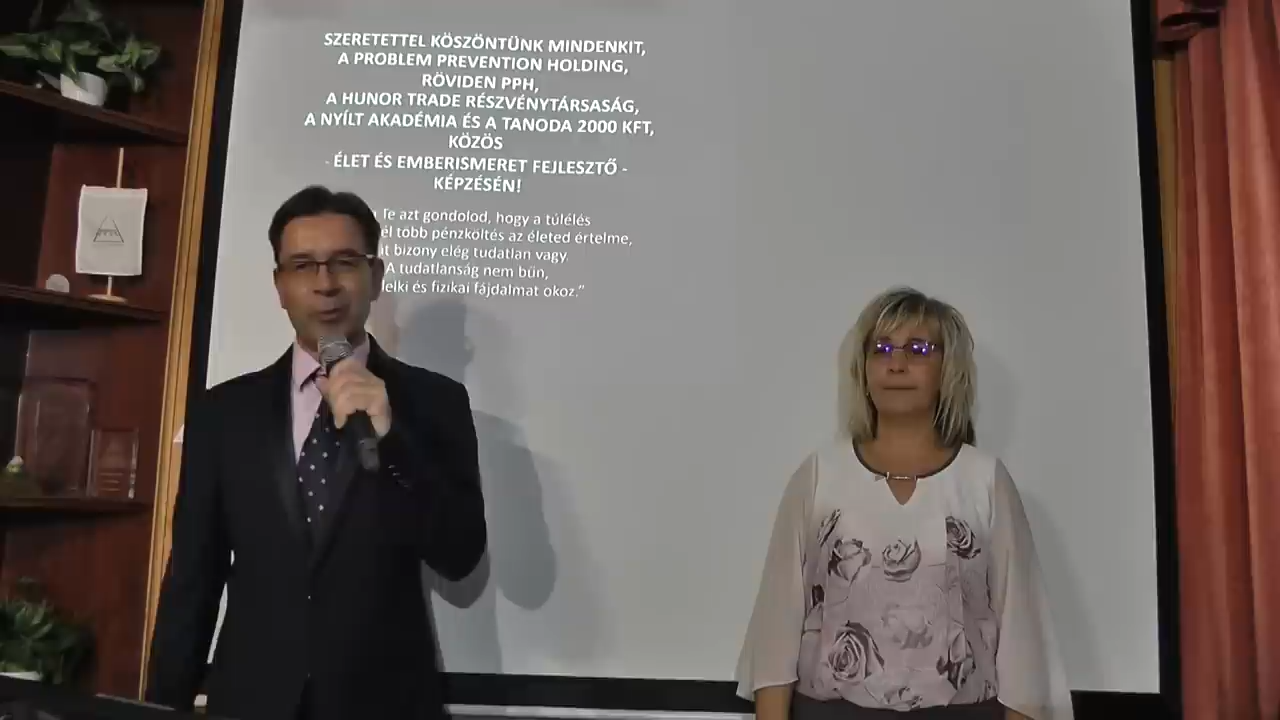 SZERETETTEL KÖSZÖNTÜNK MINDENKIT,
A PROBLEM PREVENTION HOLDING,
RÖVIDEN PPH,
A HUNOR TRADE RÉSZVÉNYTÁRSASÁG,
A NYÍLT AKADÉMIA ÉS A TANODA 2000 KFT,
KÖZÖS
- ÉLET ÉS EMBERISMERET FEJLESZTŐ -
KÉPZÉSÉN!
Te azt gondolod, hogy a túlélés
több pénzköltés az életed értelme,
bizony elég tudatlan vagy.
A tudatlanság nem bűn,
lelki és fizikai fájdalmat okoz.”